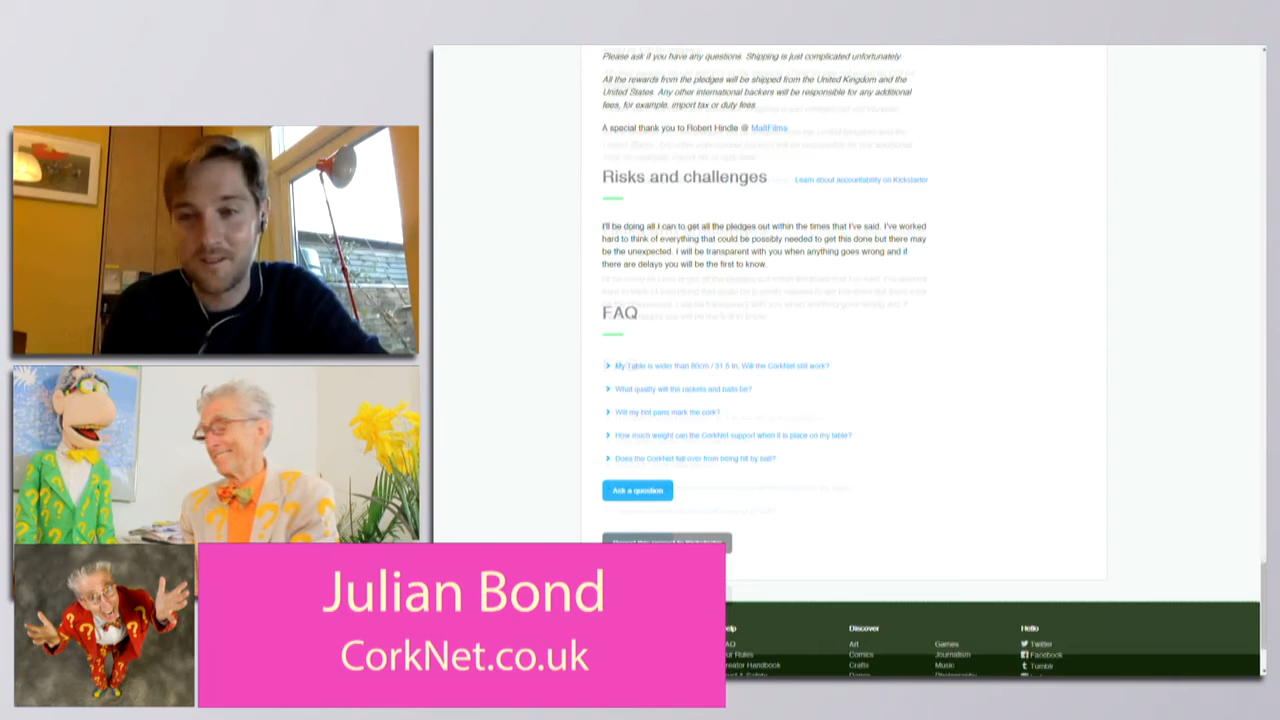 Please ask if you have any questions. Shipping is just complicated unfortunately
All the rewards from the pledges will be shipped from the United Kingdom and the
United States. Any other international backers will be responsible for any additional
fees, for example. import tax or duty fees
A special thank you to Robert Hindle @ MallFilms
Risks and challenges
Learn about accountability on Kickstarter
I'll be doing all I can to get all the pledges out within the times that I've said. I've worked
hard to think of everything that could be possibly needed to get this done but there may
be the unexpected. I will be transparent with you when anything goes wrong and if
there are delays you will be the first to know.
FAQ
My Table is wider than 80cm / 31.5 in, Will the CorkNet still work?
What quality will the rackets and balls be?
Will my hot pans mark the cork?
How much weight can the CorkNet support when it is place on my table?
Does the CorkNet fall over from being hit by ball?
Ask a question
Julian Bond
CorkNet.co.uk
Discover
Art
Comics
Crafts
Games
Journalism
Music
Hello
Twitter
Facebook
Tumblr